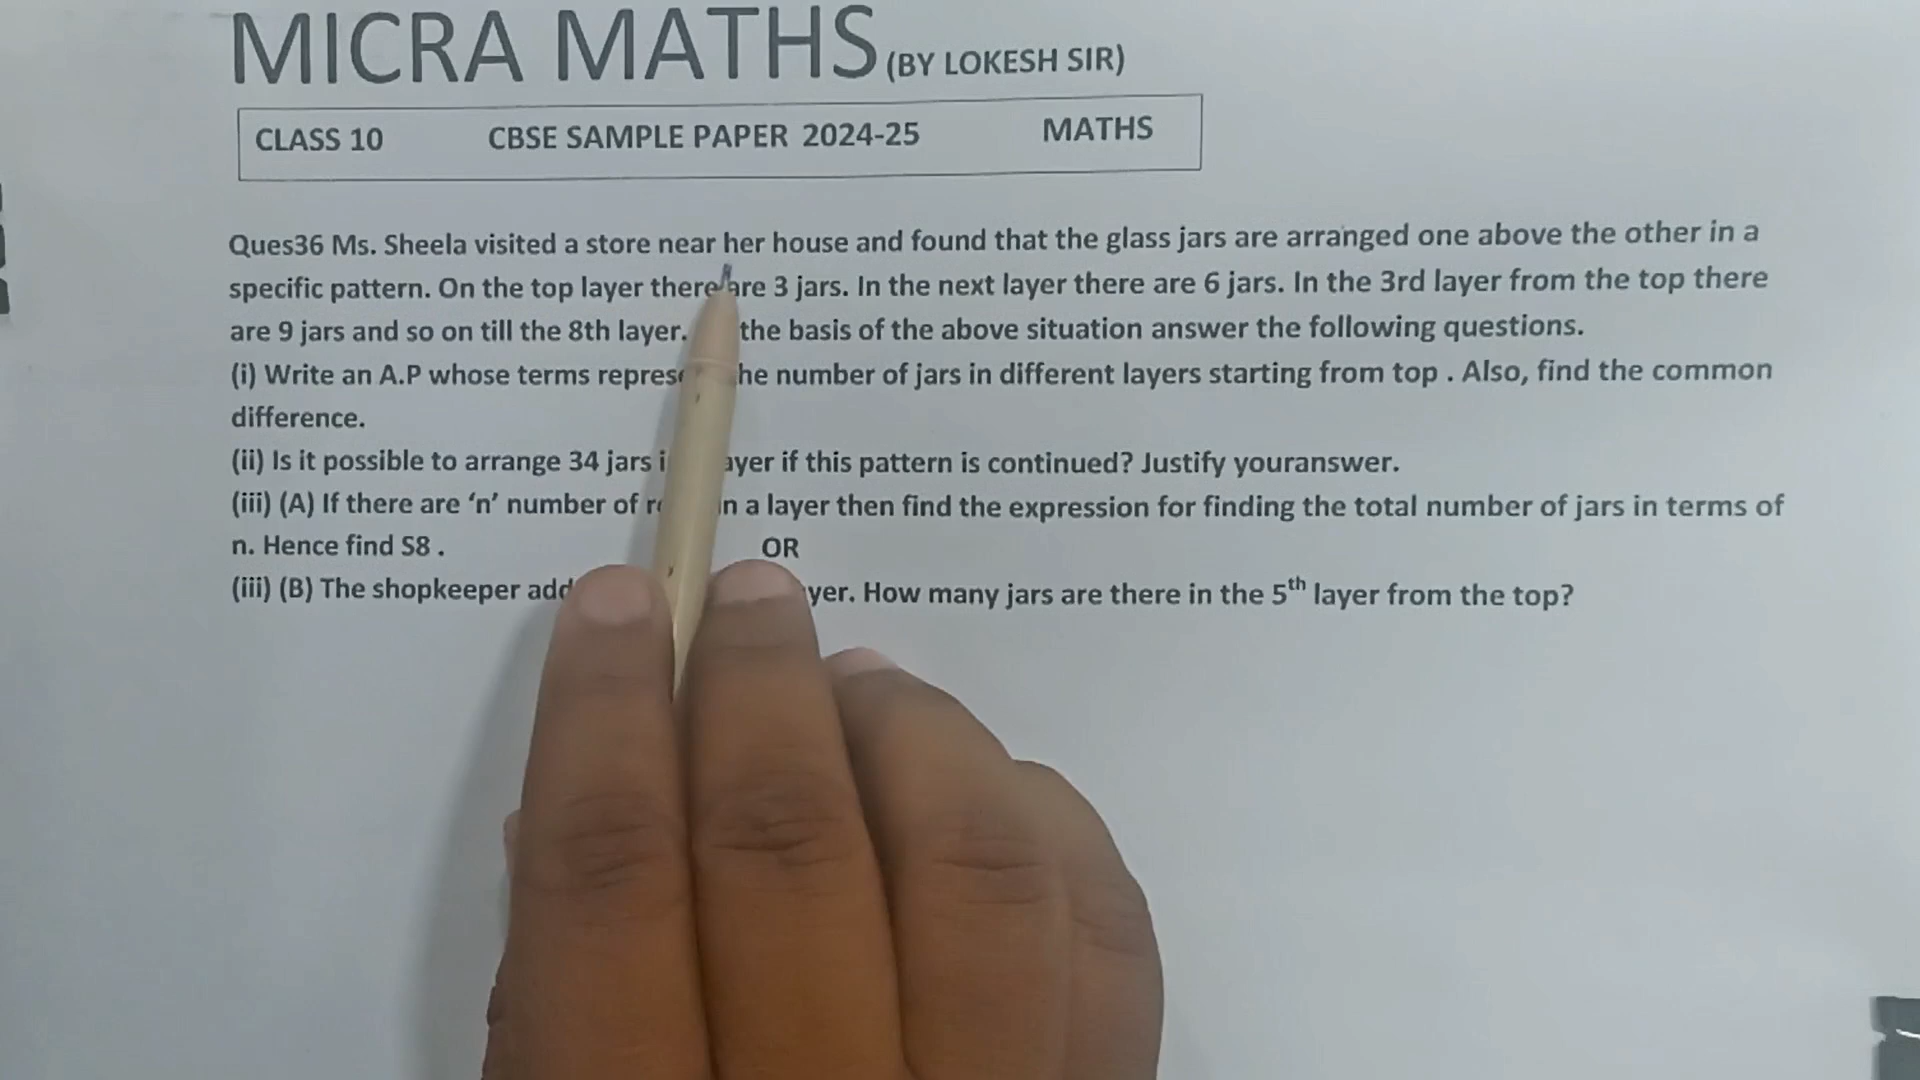 MICRA MATHS (BY LOKESH SIR)
CLASS 10 CBSE SAMPLE PAPER 2024-25 MATHS
Ques36 Ms. Sheela visited a store near her house and found that the glass jars are arranged one above the other in a
specific pattern. On the top layer there are 3 jars. In the next layer there are 6 jars. In the 3rd layer from the top there
are 9 jars and so on till the 8th layer. the basis of the above situation answer the following questions.
(i) Write an A.P whose terms the number of jars in different layers starting from top . Also, find the common
difference.
(ii) Is it possible to arrange 34 jars if this pattern is continued? Justify youranswer.
(iii) (A) If there are ‘n’ number of in a layer then find the expression for finding the total number of jars in terms of
n. Hence find S8 . OR
(iii) (B) The shopkeeper How many jars are there in the 5th layer from the top?